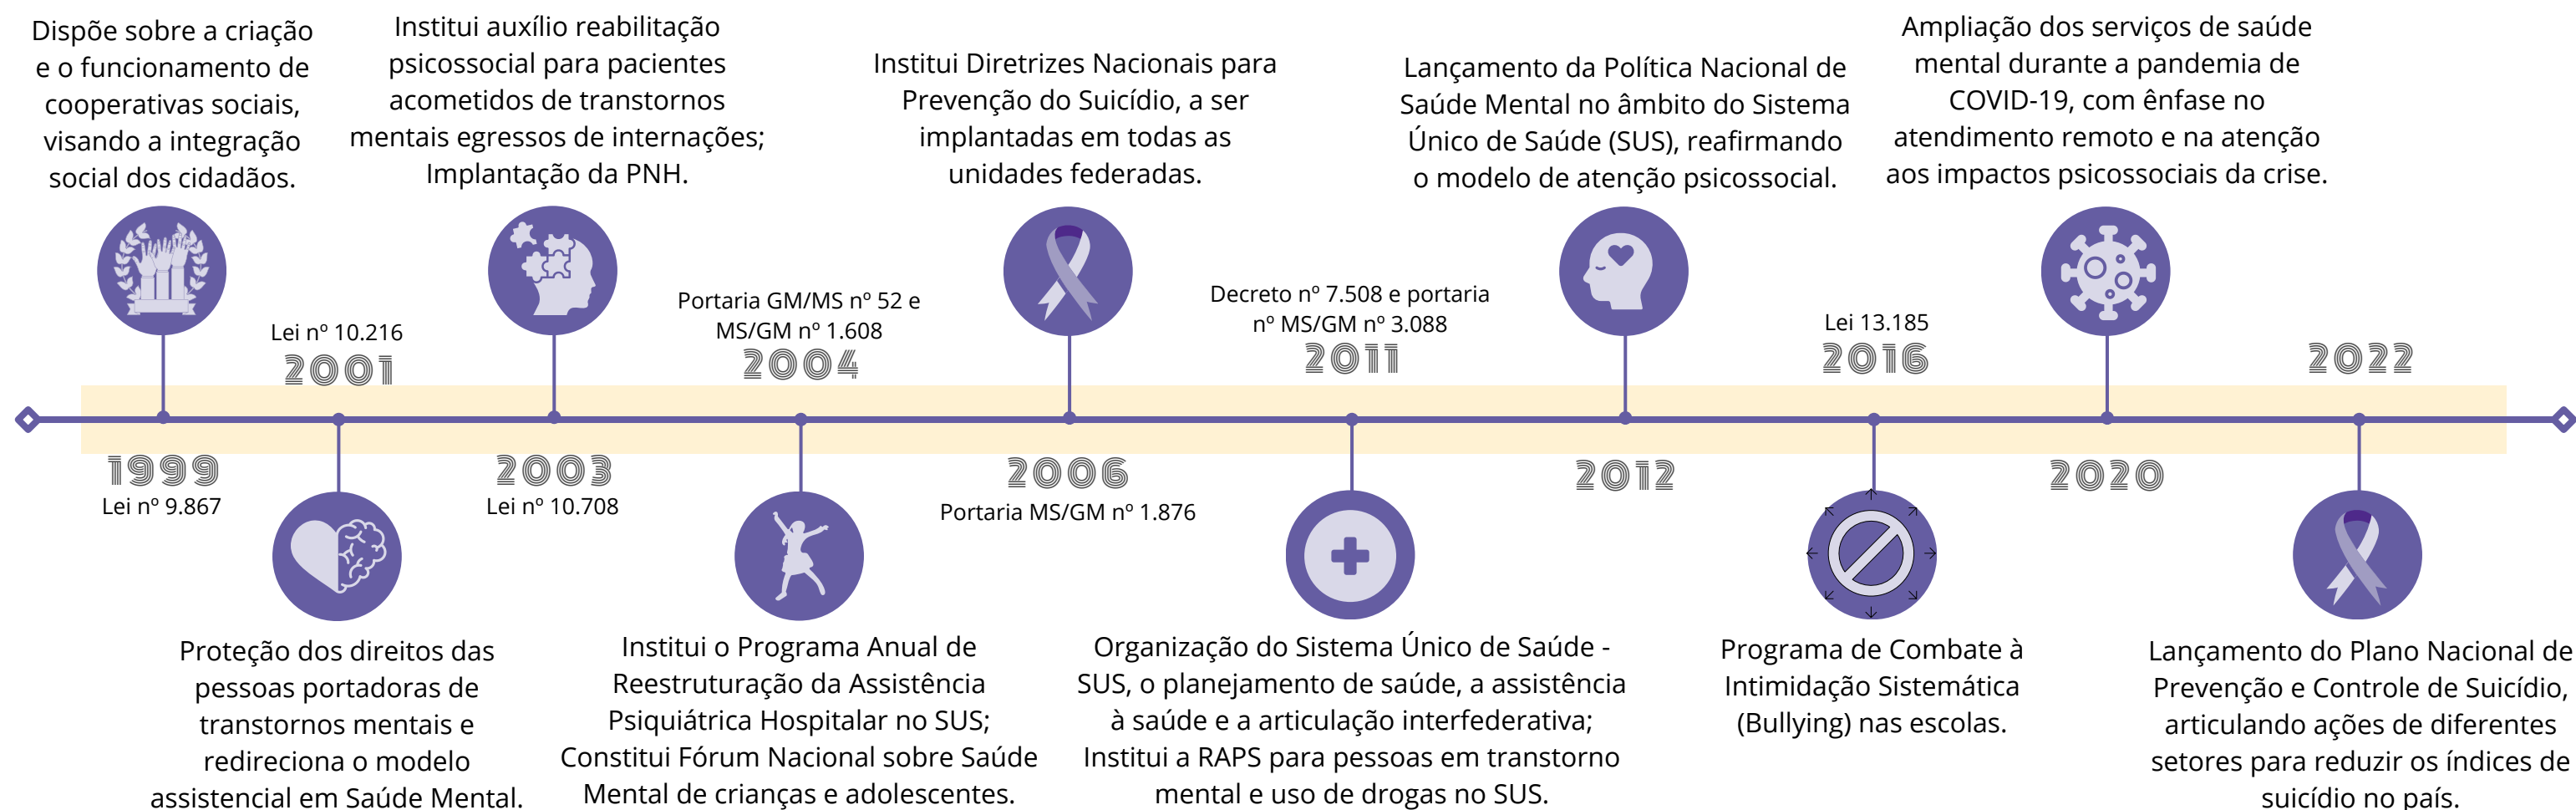 Dispõe sobre a criação
e o funcionamento de
cooperativas sociais,
visando a integração
social dos cidadãos.
1999
Lei nº 9.867
Lei nº 10.216
2001
Proteção dos direitos das
pessoas portadoras de
transtornos mentais e
redireciona o modelo
assistencial em Saúde Mental.
Institui auxílio reabilitação
psicossocial para pacientes
acometidos de transtornos
mentais egressos de internações;
Implantação da PNH.
2003
Lei nº 10.708
Portaria GM/MS nº 52 e
MS/GM nº 1.608
2004
Institui o Programa Anual de
Reestruturação da Assistência
Psiquiátrica Hospitalar no SUS;
Constitui Fórum Nacional sobre Saúde
Mental de crianças e adolescentes.
Institui Diretrizes Nacionais para
Prevenção do Suicídio, a ser
implantadas em todas as
unidades federadas.
2006
Portaria MS/GM nº 1.876
Decreto nº 7.508 e portaria
nº MS/GM nº 3.088
2011
Organização do Sistema Único de Saúde -
SUS, o planejamento de saúde, a assistência
à saúde e a articulação interfederativa;
Institui a RAPS para pessoas em transtorno
mental e uso de drogas no SUS.
Lançamento da Política Nacional de
Saúde Mental no âmbito do Sistema
Único de Saúde (SUS), reafirmando
o modelo de atenção psicossocial.
2012
Lei 13.185
2016
Programa de Combate à
Intimidação Sistemática
(Bullying) nas escolas.
Ampliação dos serviços de saúde
mental durante a pandemia de
COVID-19, com ênfase no
atendimento remoto e na atenção
aos impactos psicossociais da crise.
2020
2022
Lançamento do Plano Nacional de
Prevenção e Controle de Suicídio,
articulando ações de diferentes
setores para reduzir os índices de
suicídio no país.